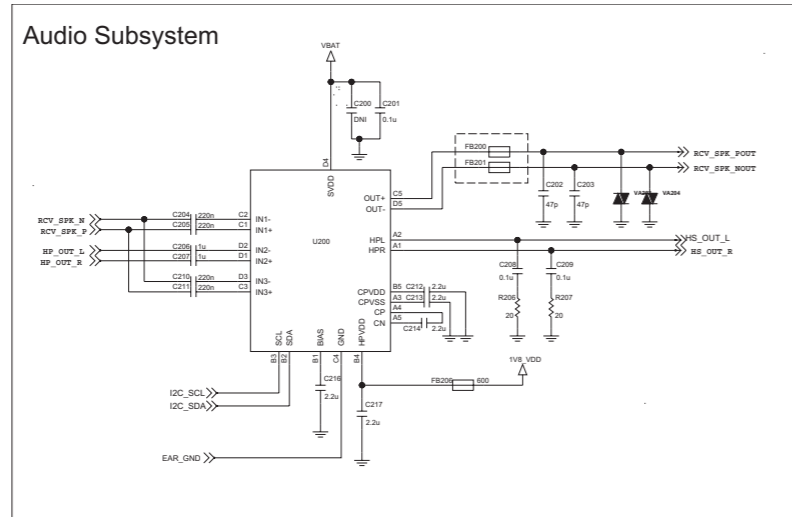 Audio Subsystem
VBAT
C200
DNI
C201
0.1u
FB200
FB201
RCV_SPK_POUT
RCV_SPK_NOUT
D4
SVDD
C5
OUT+
D5
OUT-
C202
47p
C203
47p
VA254
RCV_SPK_N
RCV_SPK_P
C204
220n
C205
220n
C2
IN1-
C1
IN1+
U200
HP_OUT_L
HP_OUT_R
C206
1u
C207
1u
D2
IN2-
D1
IN2+
HPL
A2
HPR
A1
HS_OUT_L
HS_OUT_R
C208
0.1u
C209
0.1u
C210
220n
C211
220n
D3
IN3-
C3
IN3+
CPVDD
B5
C212
2.2u
CPVSS
A3
C213
2.2u
CP
A4
CN
A5
C214
2.2u
R206
20
R207
20
SCL
SDA
BIAS
GND
HPVDD
B3
B2
B1
C4
B4
C216
2.2u
1V8_VDD
FB206
600
I2C_SCL
I2C_SDA
C217
2.2u
EAR_GND